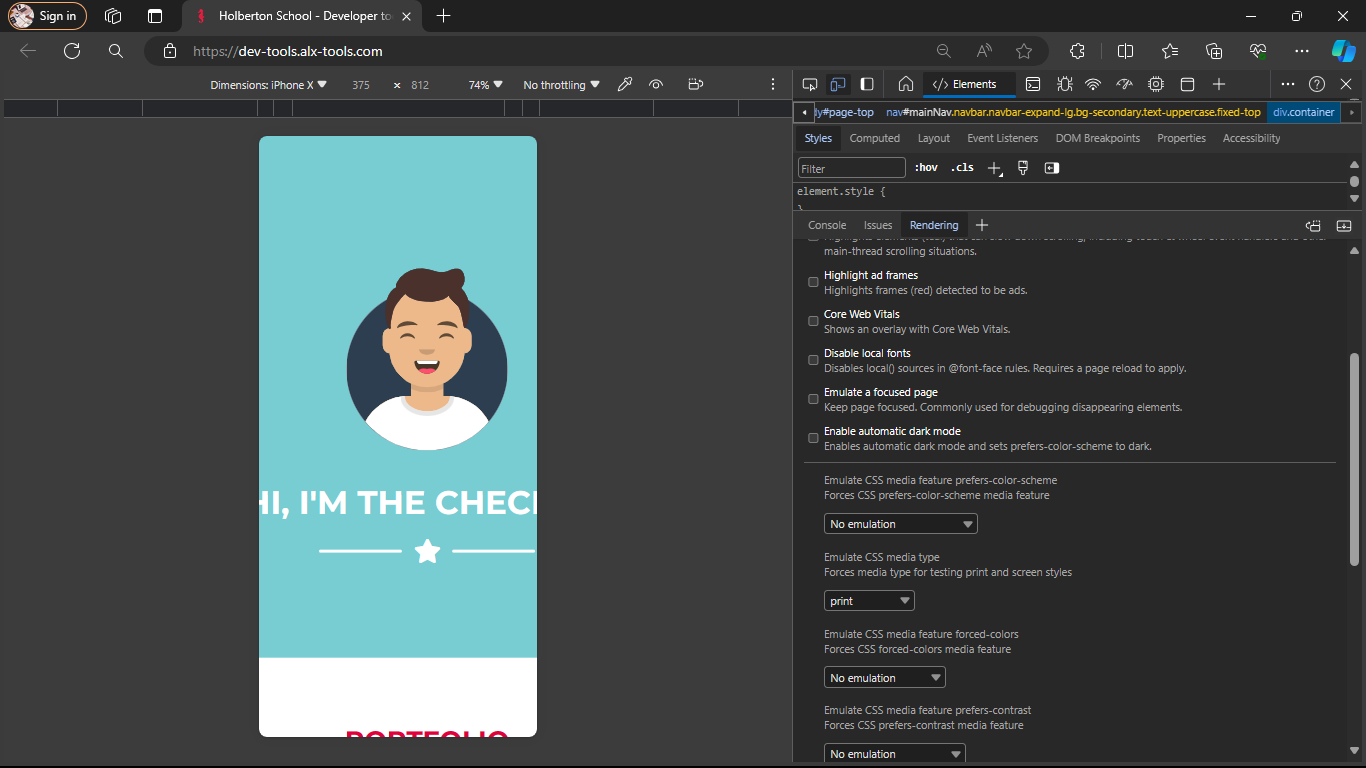 Sign in
Holberton School - Developer to
https://dev-tools.alx-tools.com
Dimensions: iPhone X
375 × 812
74%
No throttling
Elements
ly#page-top nav#mainNav.navbar.navbar-expand-lg.bg-secondary.text-uppercase.fixed-top div.container
Styles Computed Layout Event Listeners DOM Breakpoints Properties Accessibility
Filter
:hov .cls
element.style {
}
Console Issues Rendering
main-thread scrolling situations.
Highlight ad frames
Highlights frames (red) detected to be ads.
Core Web Vitals
Shows an overlay with Core Web Vitals.
Disable local fonts
Disables local() sources in @font-face rules. Requires a page reload to apply.
Emulate a focused page
Keep page focused. Commonly used for debugging disappearing elements.
Enable automatic dark mode
Enables automatic dark mode and sets prefers-color-scheme to dark.
Emulate CSS media feature prefers-color-scheme
Forces CSS prefers-color-scheme media feature
No emulation
Emulate CSS media type
Forces media type for testing print and screen styles
print
Emulate CSS media feature forced-colors
Forces CSS forced-colors media feature
No emulation
Emulate CSS media feature prefers-contrast
Forces CSS prefers-contrast media feature
No emulation
HI, I'M THE CHEC
PORTFOLIO